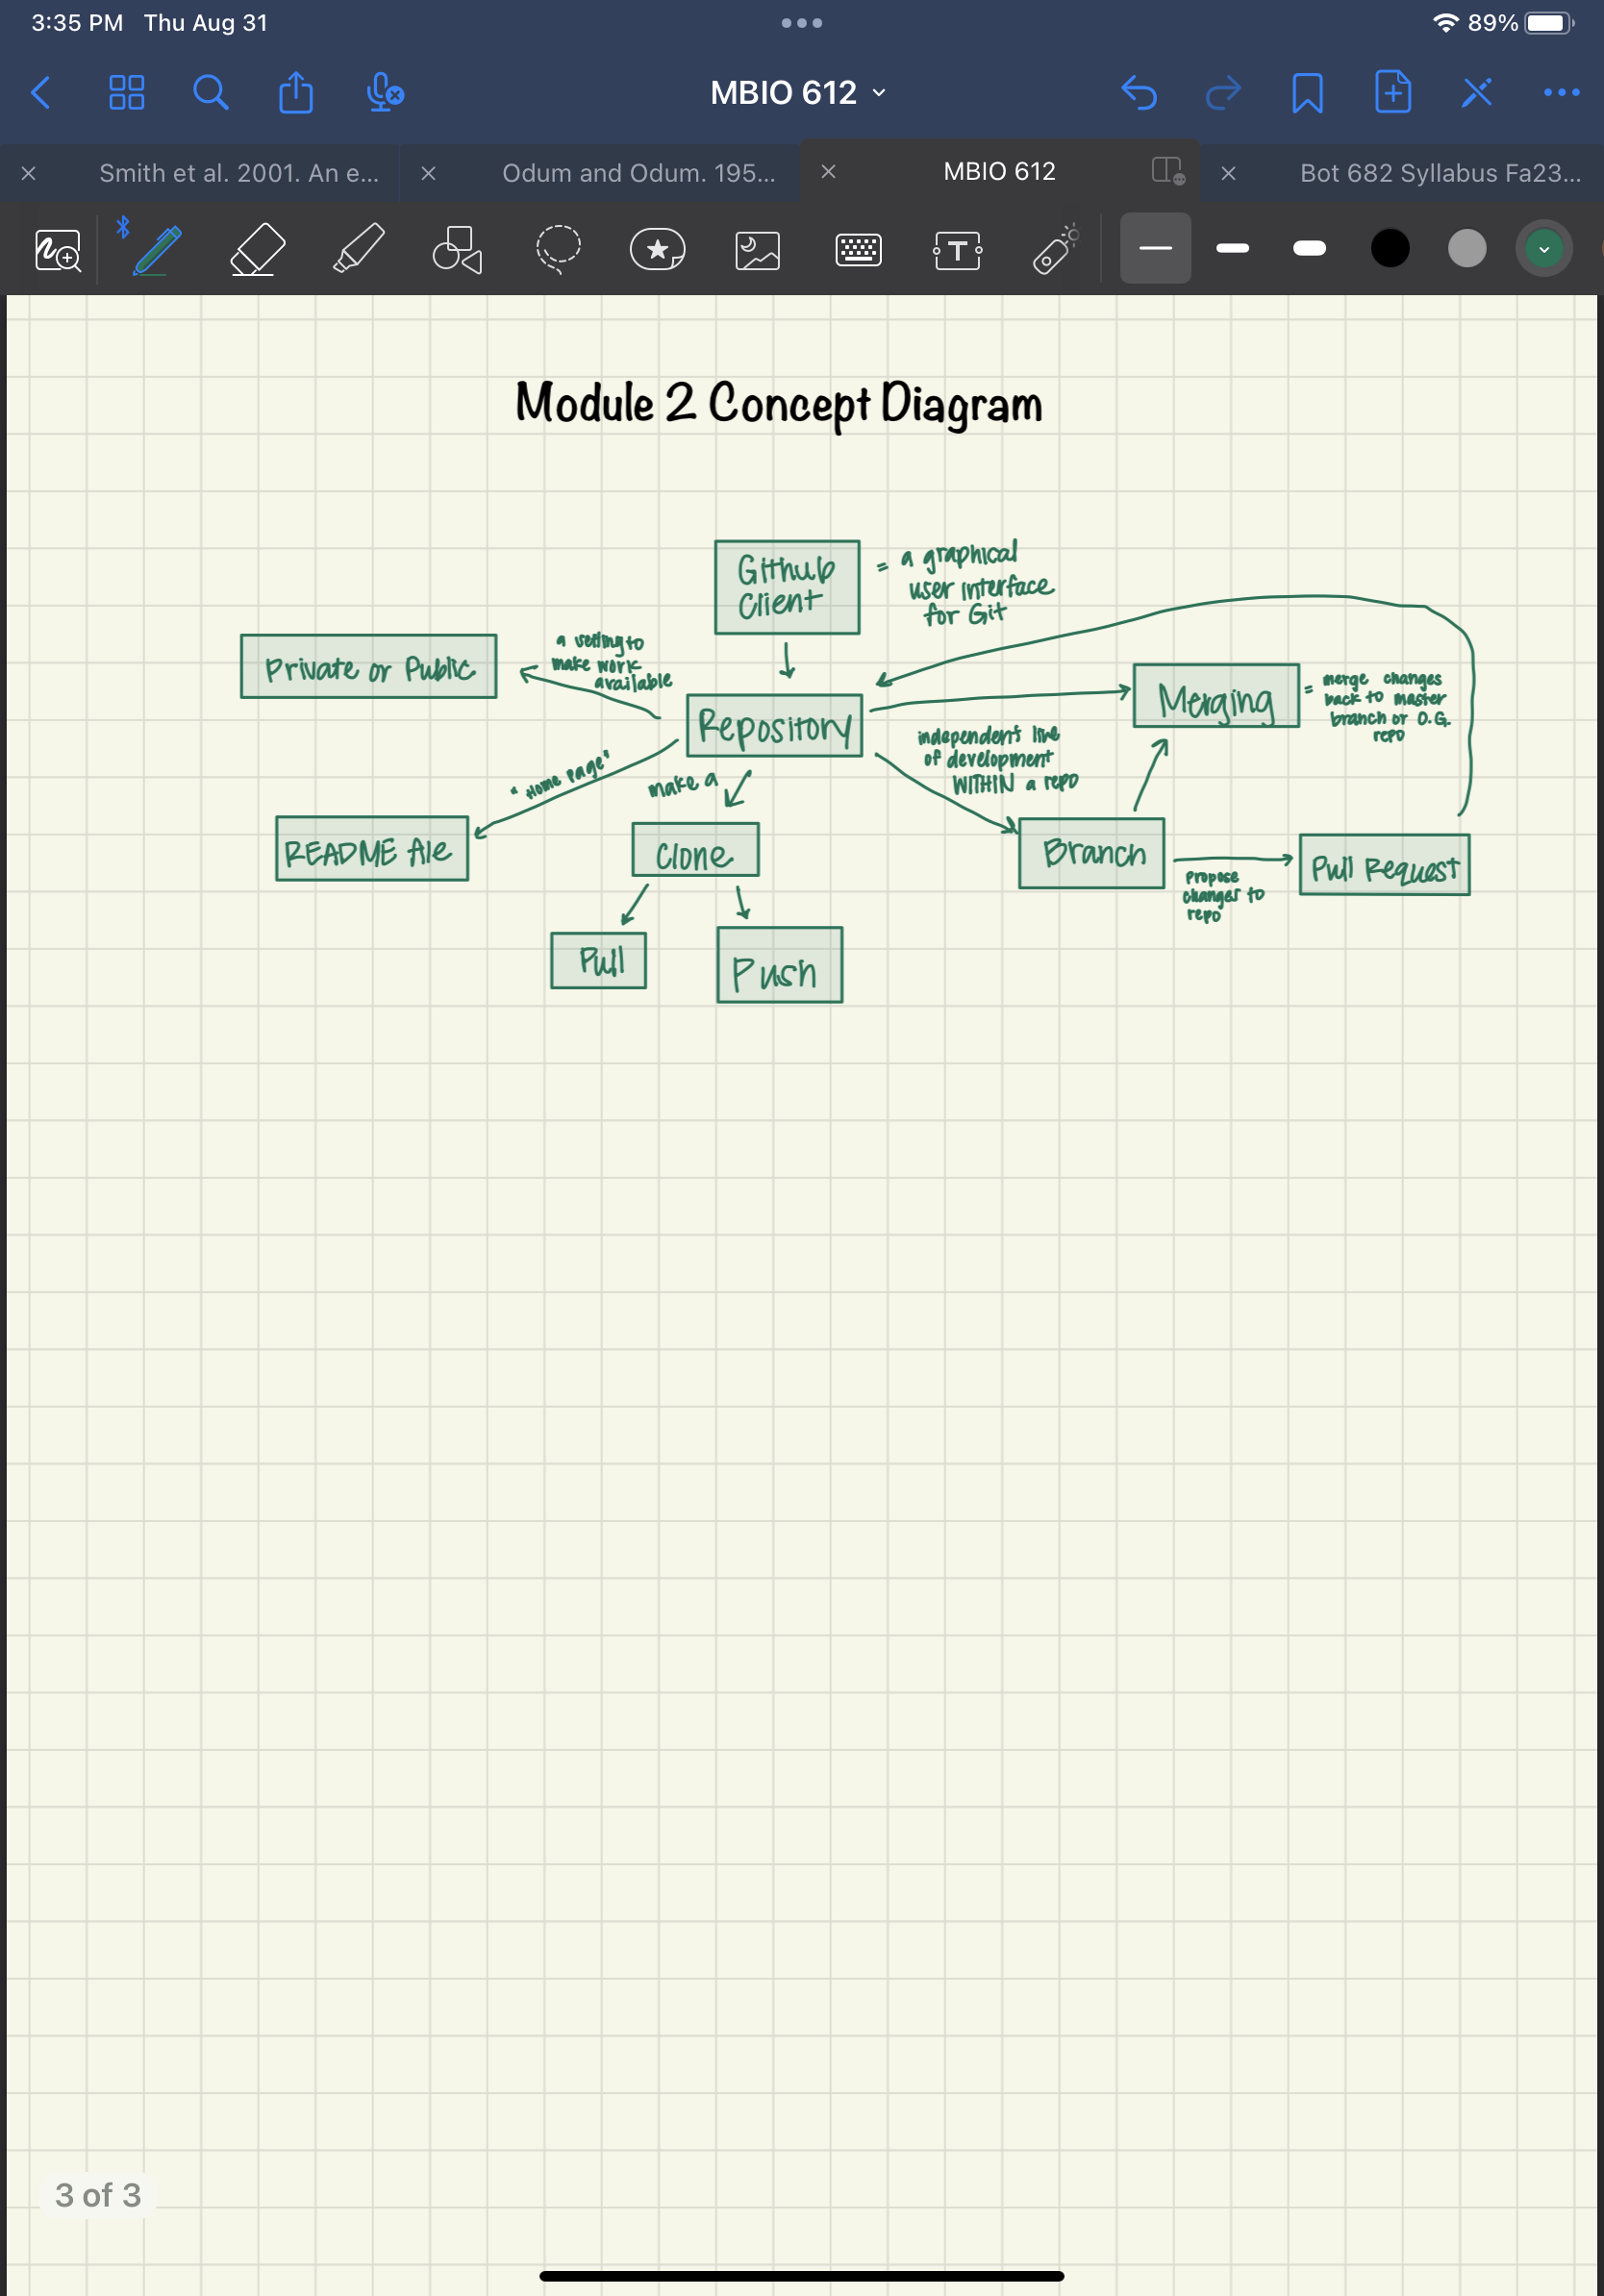 3:35 PM Thu Aug 31
89%
MBIO 612
Smith et al. 2001. An e...
Odum and Odum. 195...
MBIO 612
Bot 682 Syllabus Fa23...
Module 2 Concept Diagram
Github
Client
= a graphical
user interface
for Git
Private or Public
a setting to
make work
available
Repository
Merging
= merge changes
back to master
branch or O.G.
repo
independent line
of development
WITHIN a repo
"Home page"
make a
README file
Clone
Branch
propose
changes to
repo
Pull Request
Pull
Push
3 of 3